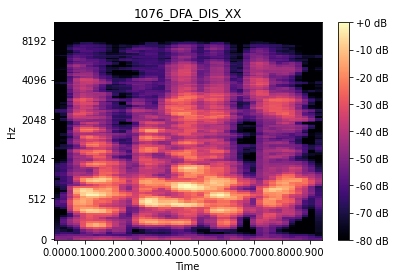 1076_DFA_DIS_XX
+0 dB
8192
-10 dB
4096
-20 dB
-30 dB
2048
Hz
-40 dB
1024
-50 dB
512
-60 dB
-70 dB
0
-80 dB
0.0000.1000.2000.3000.4000.5000.6000.7000.8000.900
Time